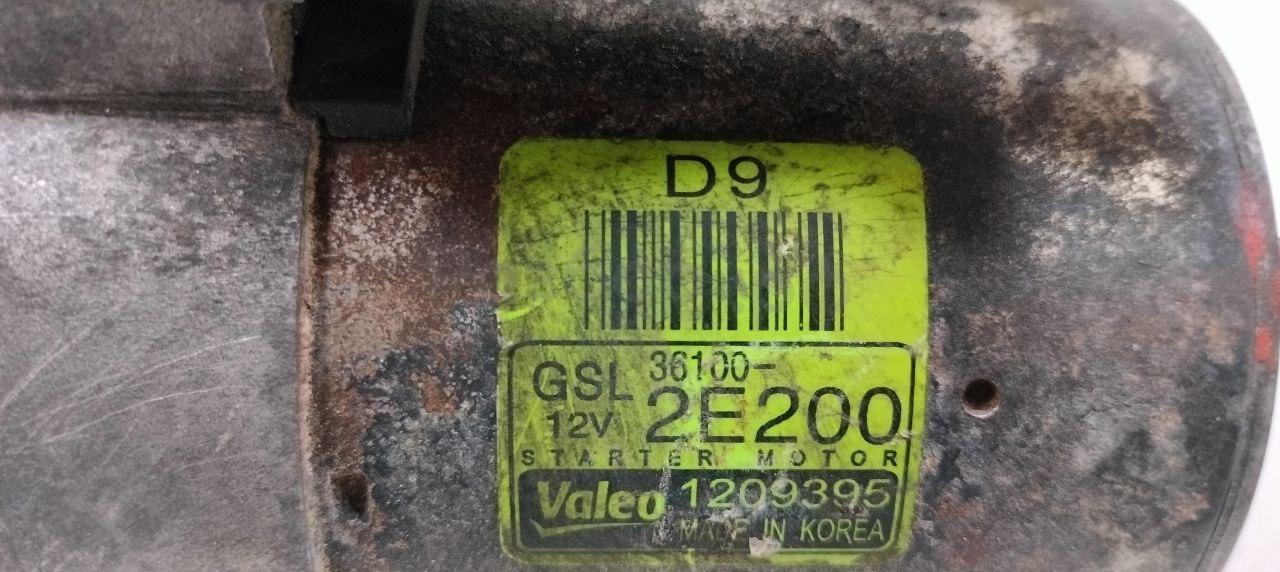 D9
GSL 36100-
12V 2E200
STARTER MOTOR
Valeo 1209395
MADE IN KOREA